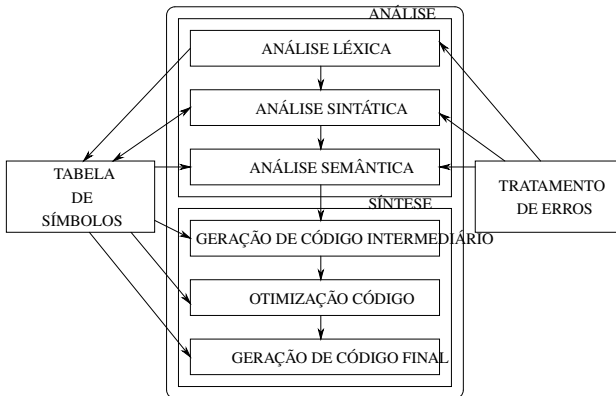 ANÁLISE
ANÁLISE LÉXICA
ANÁLISE SINTÁTICA
ANÁLISE SEMÂNTICA
TABELA
DE
SÍMBOLOS
TRATAMENTO
DE ERROS
SÍNTESE
GERAÇÃO DE CÓDIGO INTERMEDIÁRIO
OTIMIZAÇÃO CÓDIGO
GERAÇÃO DE CÓDIGO FINAL